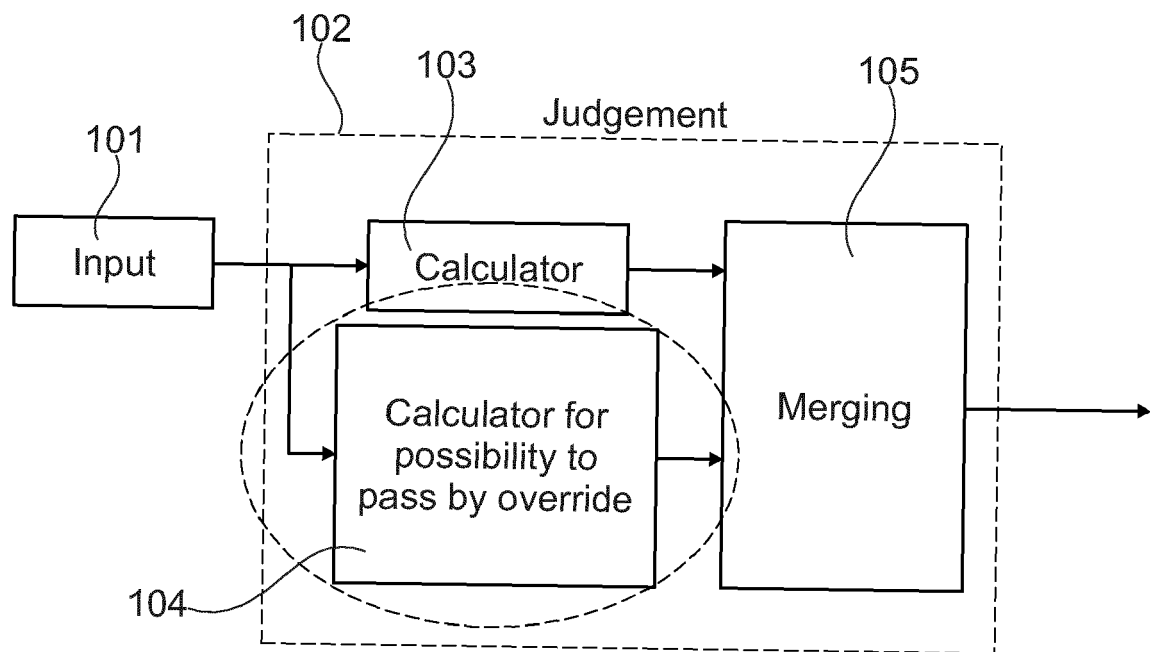 102
103
105
Judgement
101
Input
Calculator
Calculator for
possibility to
pass by override
Merging
104